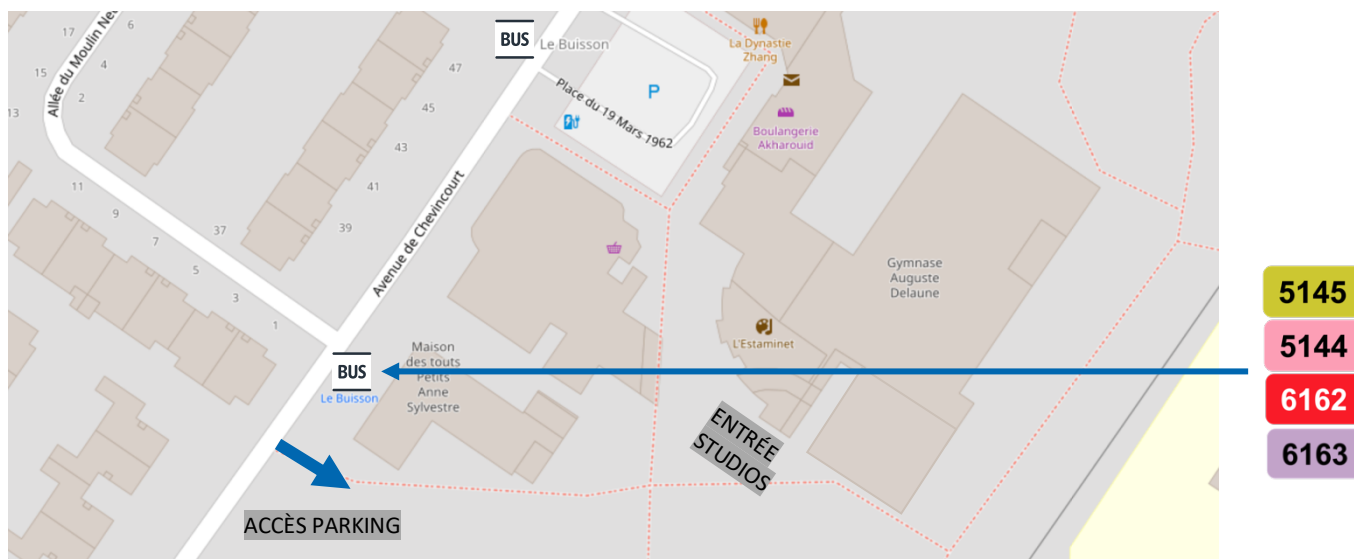 17
6
15
4
2
13
Allée du Moulin Neuf
11
9
7
5
3
1
37
39
41
43
45
47
Avenue de Chevincourt
BUS
Le Buisson
Place du 19 Mars 1962
P
La Dynastie
Zhang
Boulangerie
Akharouid
Gymnase
Auguste
Delaune
L'Estaminet
Maison
des touts
Petits
Anne
Sylvestre
BUS
Le Buisson
ENTRÉE
STUDIOS
ACCÈS PARKING
5145
5144
6162
6163